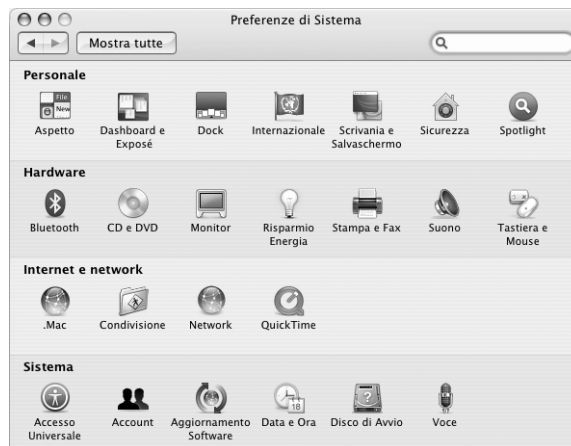 Preferenze di Sistema
Mostra tutte
Personale
File
New
Aspetto
Dashboard e
Exposé
Dock
Internazionale
Scrivania e
Salvaschermo
Sicurezza
Spotlight
Hardware
Bluetooth
CD e DVD
Monitor
Risparmio
Energia
Stampa e Fax
Suono
Tastiera e
Mouse
Internet e network
.Mac
Condivisione
Network
QuickTime
Sistema
18
?
Accesso
Universale
Account
Aggiornamento
Software
Data e Ora
Disco di Avvio
Voce